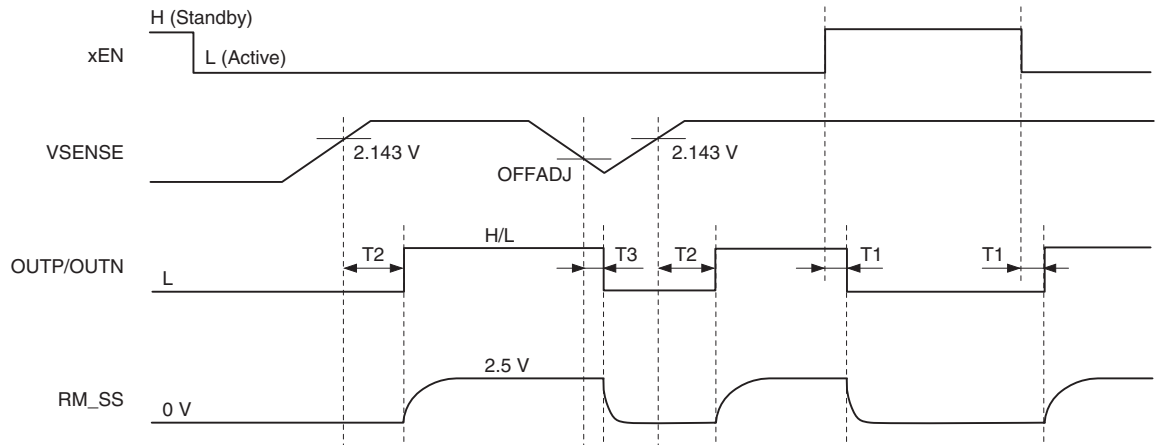 H (Standby)
xEN
L (Active)
VSENSE
2.143 V
2.143 V
OFFADJ
H/L
T2
T3
T2
T1
T1
OUTP/OUTN
L
2.5 V
RM_SS
0 V